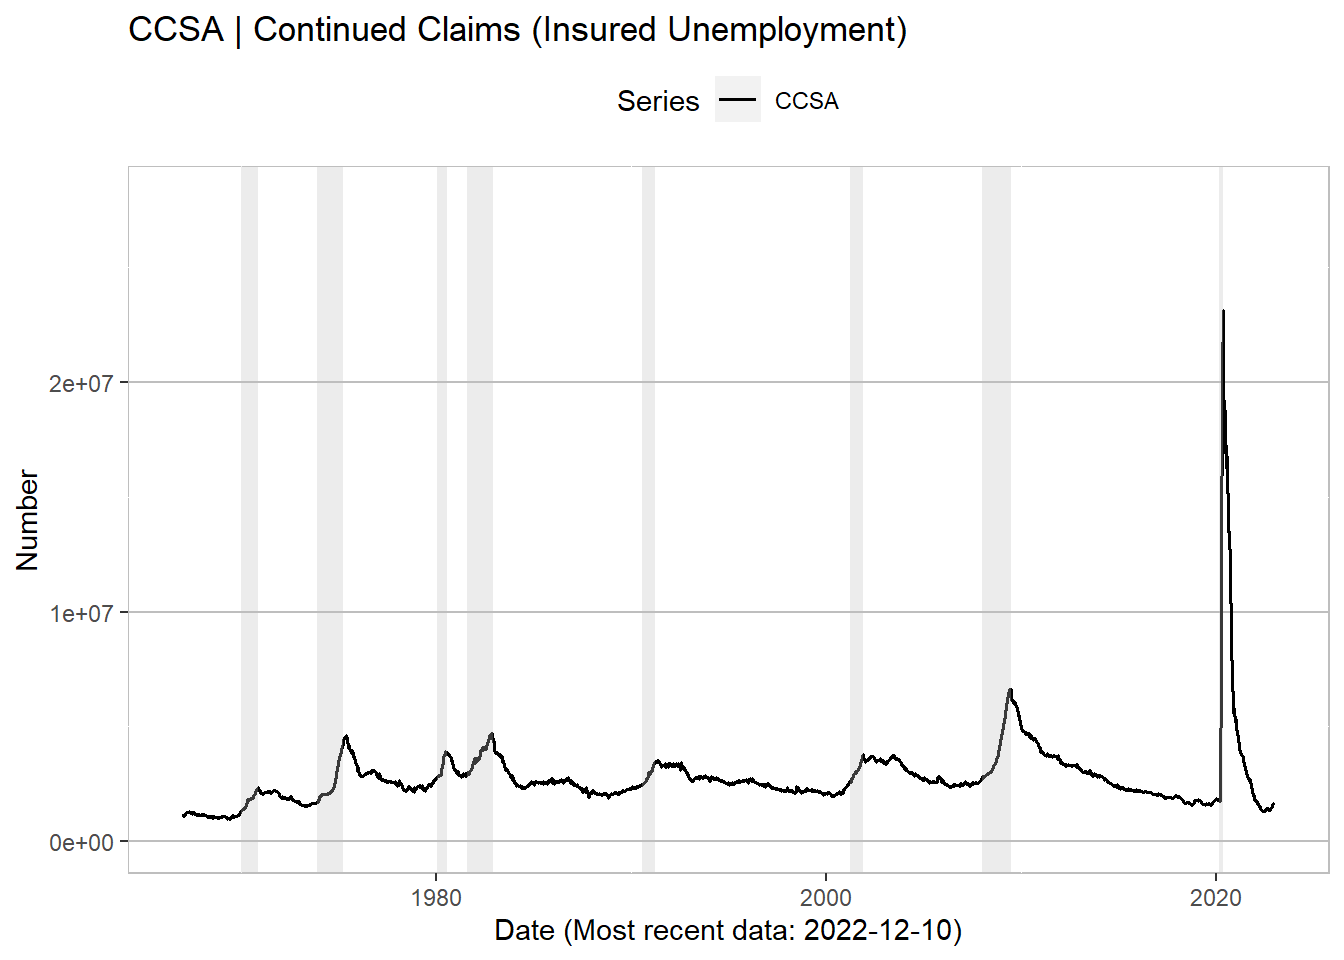 CCSA | Continued Claims (Insured Unemployment)
Series CCSA
2e+07
1e+07
0e+00
Number
1980 2000 2020
Date (Most recent data: 2022-12-10)